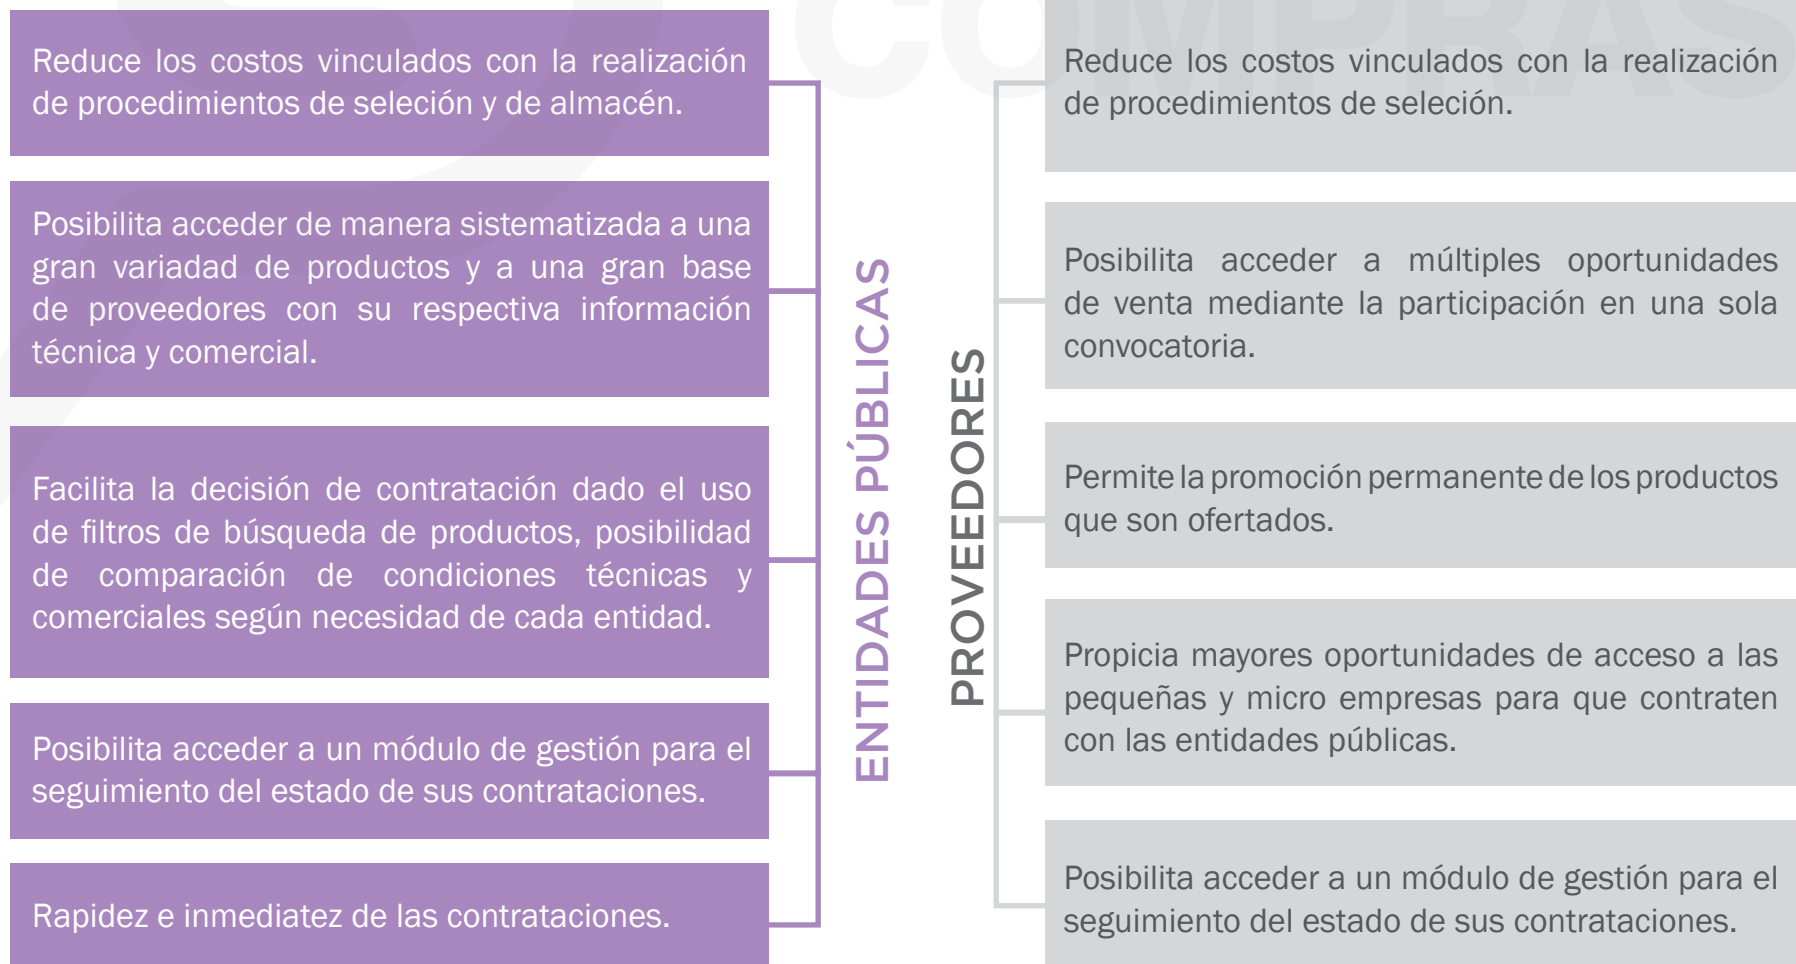 COMPRAS
Reduce los costos vinculados con la realización
de procedimientos de seleción y de almacén.
Posibilita acceder de manera sistematizada a una
gran variadad de productos y a una gran base
de proveedores con su respectiva información
técnica y comercial.
Facilita la decisión de contratación dado el uso
de filtros de búsqueda de productos, posibilidad
de comparación de condiciones técnicas y
comerciales según necesidad de cada entidad.
Posibilita acceder a un módulo de gestión para el
seguimiento del estado de sus contrataciones.
Rapidez e inmediatez de las contrataciones.
ENTIDADES PÚBLICAS
PROVEEDORES
Reduce los costos vinculados con la realización
de procedimientos de seleción.
Posibilita acceder a múltiples oportunidades
de venta mediante la participación en una sola
convocatoria.
Permite la promoción permanente de los productos
que son ofertados.
Propicia mayores oportunidades de acceso a las
pequeñas y micro empresas para que contraten
con las entidades públicas.
Posibilita acceder a un módulo de gestión para el
seguimiento del estado de sus contrataciones.